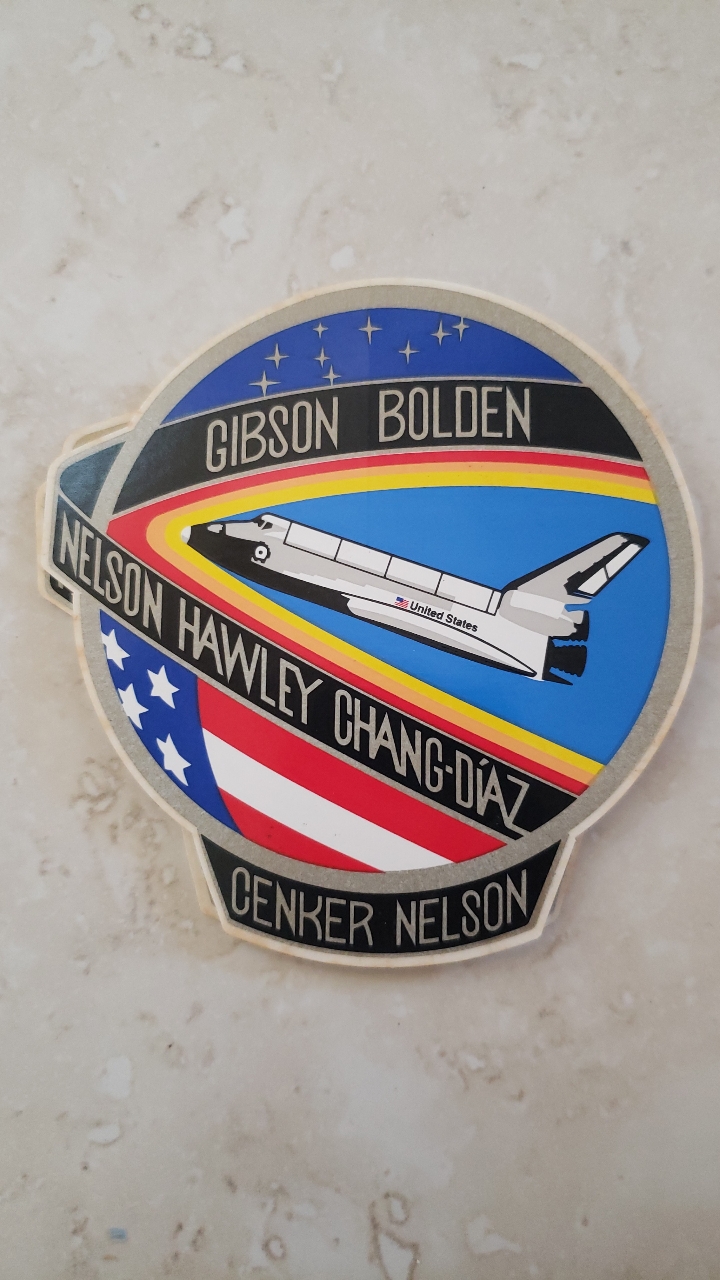 GIBSON BOLDEN
United States
NELSON HAWLEY CHANG-DÍAZ
CENKER NELSON